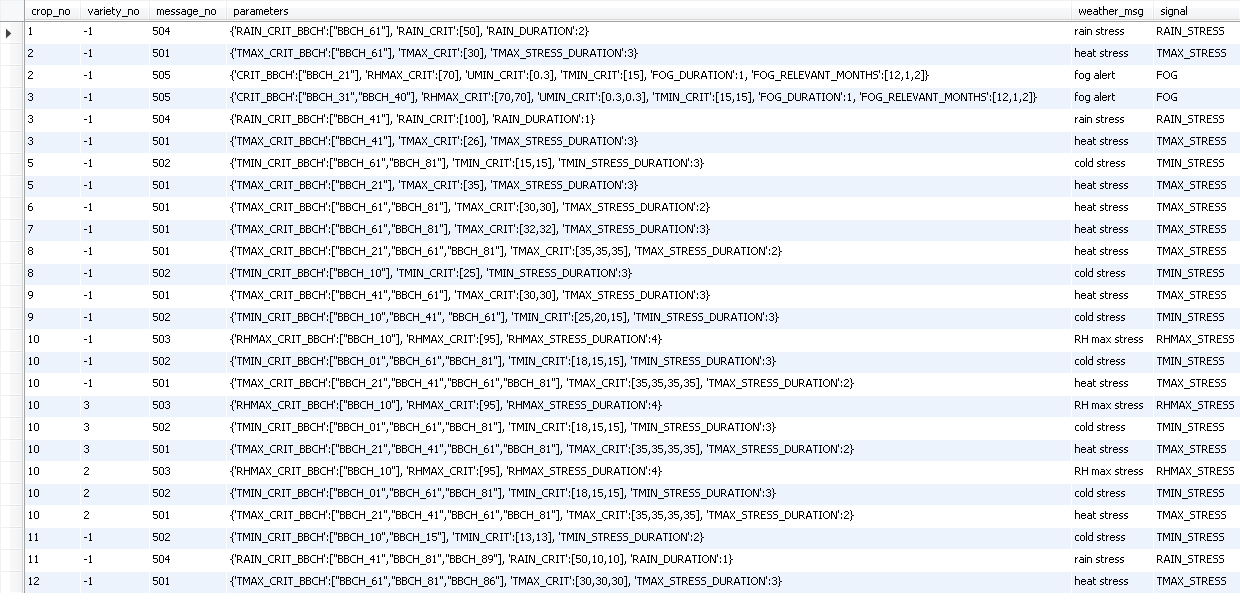 crop_no variety_no message_no parameters weather_msg signal
1 -1 504 {'RAIN_CRIT_BBCH':["BBCH_61"], 'RAIN_CRIT':[50], 'RAIN_DURATION':2} rain stress RAIN_STRESS
2 -1 501 {'TMAX_CRIT_BBCH':["BBCH_61"], 'TMAX_CRIT':[30], 'TMAX_STRESS_DURATION':3} heat stress TMAX_STRESS
2 -1 505 {'CRIT_BBCH':["BBCH_21"], 'RHMAX_CRIT':[70], 'UMIN_CRIT':[0.3], 'TMIN_CRIT':[15], 'FOG_DURATION':1, 'FOG_RELEVANT_MONTHS':[12,1,2]} fog alert FOG
3 -1 505 {'CRIT_BBCH':["BBCH_31","BBCH_40"], 'RHMAX_CRIT':[70,70], 'UMIN_CRIT':[0.3,0.3], 'TMIN_CRIT':[15,15], 'FOG_DURATION':1, 'FOG_RELEVANT_MONTHS':[12,1,2]} fog alert FOG
3 -1 504 {'RAIN_CRIT_BBCH':["BBCH_41"], 'RAIN_CRIT':[100], 'RAIN_DURATION':1} rain stress RAIN_STRESS
3 -1 501 {'TMAX_CRIT_BBCH':["BBCH_41"], 'TMAX_CRIT':[26], 'TMAX_STRESS_DURATION':3} heat stress TMAX_STRESS
5 -1 502 {'TMIN_CRIT_BBCH':["BBCH_61","BBCH_81"], 'TMIN_CRIT':[15,15], 'TMIN_STRESS_DURATION':3} cold stress TMIN_STRESS
5 -1 501 {'TMAX_CRIT_BBCH':["BBCH_21"], 'TMAX_CRIT':[35], 'TMAX_STRESS_DURATION':3} heat stress TMAX_STRESS
6 -1 501 {'TMAX_CRIT_BBCH':["BBCH_61","BBCH_81"], 'TMAX_CRIT':[30,30], 'TMAX_STRESS_DURATION':2} heat stress TMAX_STRESS
7 -1 501 {'TMAX_CRIT_BBCH':["BBCH_61","BBCH_81"], 'TMAX_CRIT':[32,32], 'TMAX_STRESS_DURATION':3} heat stress TMAX_STRESS
8 -1 501 {'TMAX_CRIT_BBCH':["BBCH_21","BBCH_61","BBCH_81"], 'TMAX_CRIT':[35,35,35], 'TMAX_STRESS_DURATION':2} heat stress TMAX_STRESS
8 -1 502 {'TMIN_CRIT_BBCH':["BBCH_10"], 'TMIN_CRIT':[25], 'TMIN_STRESS_DURATION':3} cold stress TMIN_STRESS
9 -1 501 {'TMAX_CRIT_BBCH':["BBCH_41","BBCH_61"], 'TMAX_CRIT':[30,30], 'TMAX_STRESS_DURATION':3} heat stress TMAX_STRESS
9 -1 502 {'TMIN_CRIT_BBCH':["BBCH_10","BBCH_41", "BBCH_61"], 'TMIN_CRIT':[25,20,15], 'TMIN_STRESS_DURATION':3} cold stress TMIN_STRESS
10 -1 503 {'RHMAX_CRIT_BBCH':["BBCH_10"], 'RHMAX_CRIT':[95], 'RHMAX_STRESS_DURATION':4} RH max stress RHMAX_STRESS
10 -1 502 {'TMIN_CRIT_BBCH':["BBCH_01","BBCH_61","BBCH_81"], 'TMIN_CRIT':[18,15,15], 'TMIN_STRESS_DURATION':3} cold stress TMIN_STRESS
10 -1 501 {'TMAX_CRIT_BBCH':["BBCH_21","BBCH_41","BBCH_61","BBCH_81"], 'TMAX_CRIT':[35,35,35,35], 'TMAX_STRESS_DURATION':2} heat stress TMAX_STRESS
10 3 503 {'RHMAX_CRIT_BBCH':["BBCH_10"], 'RHMAX_CRIT':[95], 'RHMAX_STRESS_DURATION':4} RH max stress RHMAX_STRESS
10 3 502 {'TMIN_CRIT_BBCH':["BBCH_01","BBCH_61","BBCH_81"], 'TMIN_CRIT':[18,15,15], 'TMIN_STRESS_DURATION':3} cold stress TMIN_STRESS
10 3 501 {'TMAX_CRIT_BBCH':["BBCH_21","BBCH_41","BBCH_61","BBCH_81"], 'TMAX_CRIT':[35,35,35,35], 'TMAX_STRESS_DURATION':2} heat stress TMAX_STRESS
10 2 503 {'RHMAX_CRIT_BBCH':["BBCH_10"], 'RHMAX_CRIT':[95], 'RHMAX_STRESS_DURATION':4} RH max stress RHMAX_STRESS
10 2 502 {'TMIN_CRIT_BBCH':["BBCH_01","BBCH_61","BBCH_81"], 'TMIN_CRIT':[18,15,15], 'TMIN_STRESS_DURATION':3} cold stress TMIN_STRESS
10 2 501 {'TMAX_CRIT_BBCH':["BBCH_21","BBCH_41","BBCH_61","BBCH_81"], 'TMAX_CRIT':[35,35,35,35], 'TMAX_STRESS_DURATION':2} heat stress TMAX_STRESS
11 -1 502 {'TMIN_CRIT_BBCH':["BBCH_10","BBCH_15"], 'TMIN_CRIT':[13,13], 'TMIN_STRESS_DURATION':2} cold stress TMIN_STRESS
11 -1 504 {'RAIN_CRIT_BBCH':["BBCH_41","BBCH_81","BBCH_89"], 'RAIN_CRIT':[50,10,10], 'RAIN_DURATION':1} rain stress RAIN_STRESS
12 -1 501 {'TMAX_CRIT_BBCH':["BBCH_61","BBCH_81","BBCH_86"], 'TMAX_CRIT':[30,30,30], 'TMAX_STRESS_DURATION':3} heat stress TMAX_STRESS